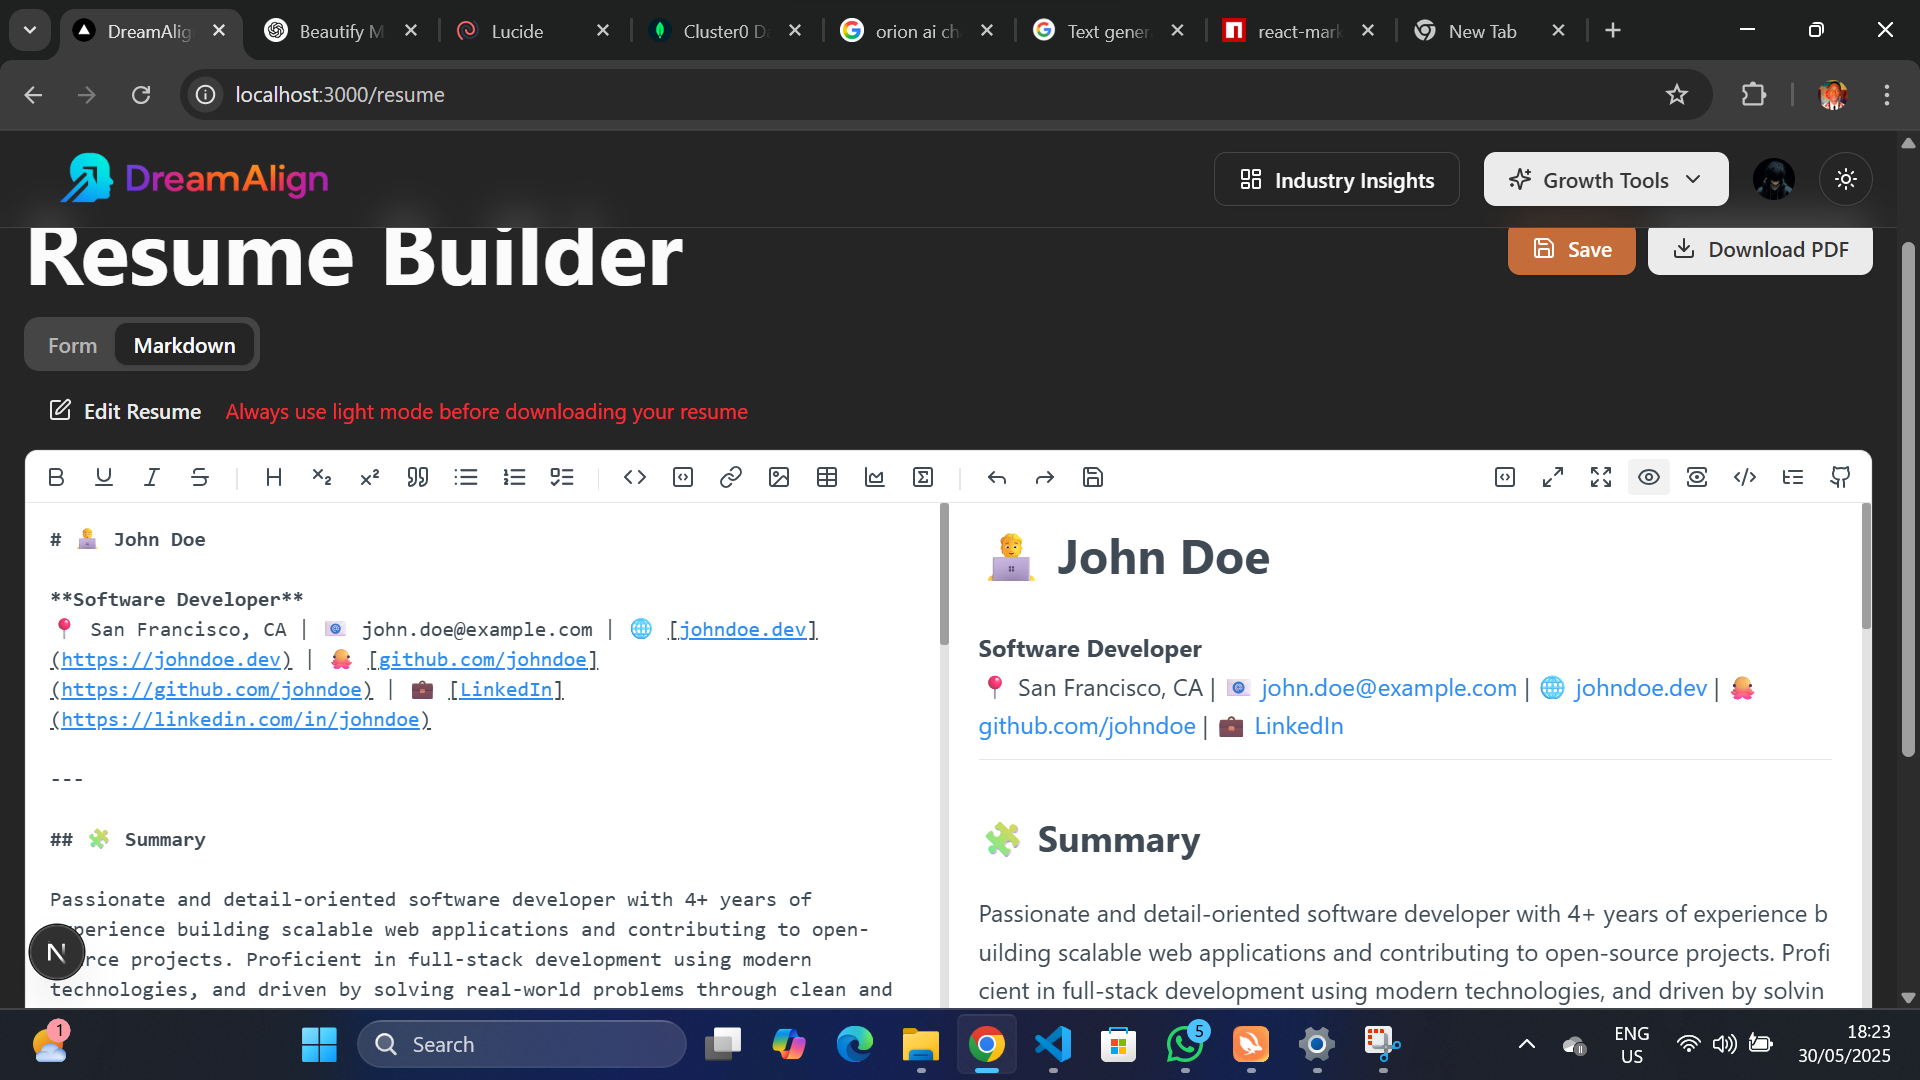 DreamAlig
Beautify M
Lucide
Cluster0 Da
orion ai ch
Text gener
react-mark
New Tab
localhost:3000/resume
DreamAlign
Industry Insights
Growth Tools
Resume Builder
Save
Download PDF
Form
Markdown
Edit Resume
Always use light mode before downloading your resume
# John Doe
**Software Developer**
San Francisco, CA | john.doe@example.com | [johndoe.dev]
(https://johndoe.dev) | [github.com/johndoe]
(https://github.com/johndoe) | [LinkedIn]
(https://linkedin.com/in/johndoe)
---
## Summary
Passionate and detail-oriented software developer with 4+ years of
perience building scalable web applications and contributing to open-
rce projects. Proficient in full-stack development using modern
technologies, and driven by solving real-world problems through clean and
John Doe
Software Developer
San Francisco, CA | john.doe@example.com | johndoe.dev |
github.com/johndoe | LinkedIn
Summary
Passionate and detail-oriented software developer with 4+ years of experience b
uilding scalable web applications and contributing to open-source projects. Profi
cient in full-stack development using modern technologies, and driven by solvin
N
1
Search
5
ENG
US
18:23
30/05/2025